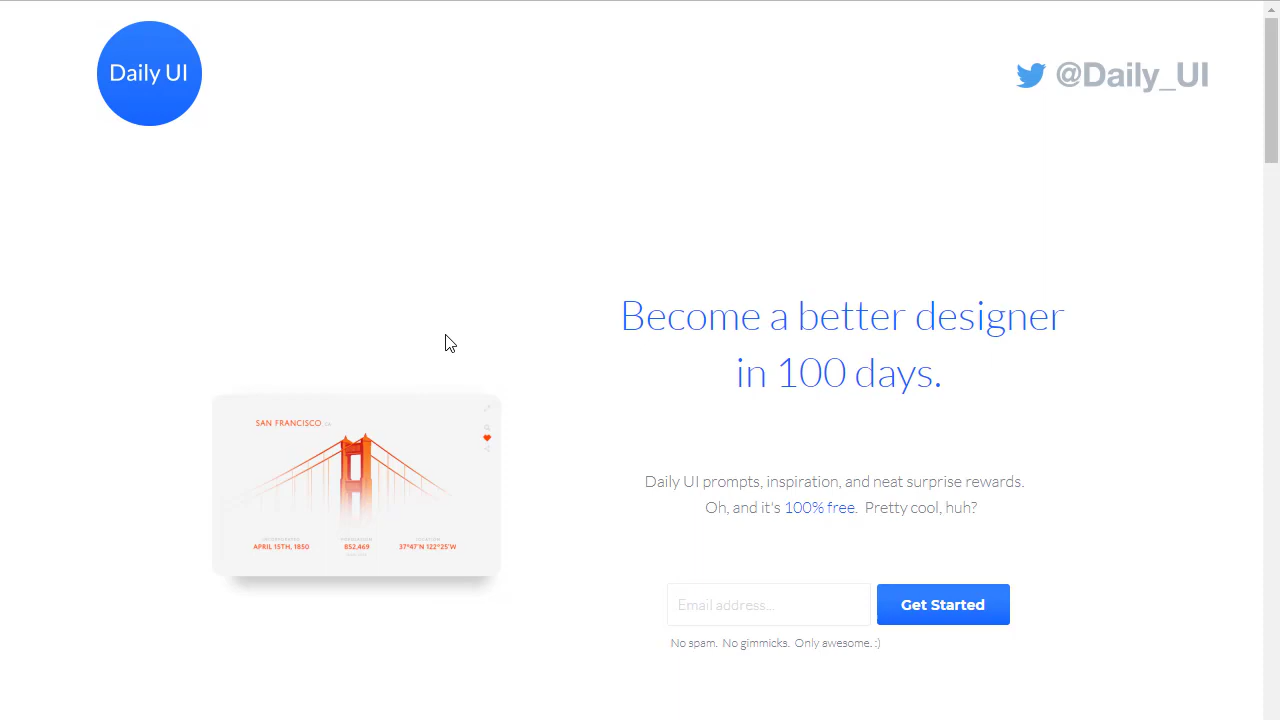 Daily UI
@Daily_UI
Become a better designer
in 100 days.
SAN FRANCISCO
APRIL 15TH, 1850
852,469
LOCATION
37°47'N 122°25'W
Daily UI prompts, inspiration, and neat surprise rewards.
Oh, and it's 100% free. Pretty cool, huh?
Email address...
Get Started
No spam. No gimmicks. Only awesome. :)